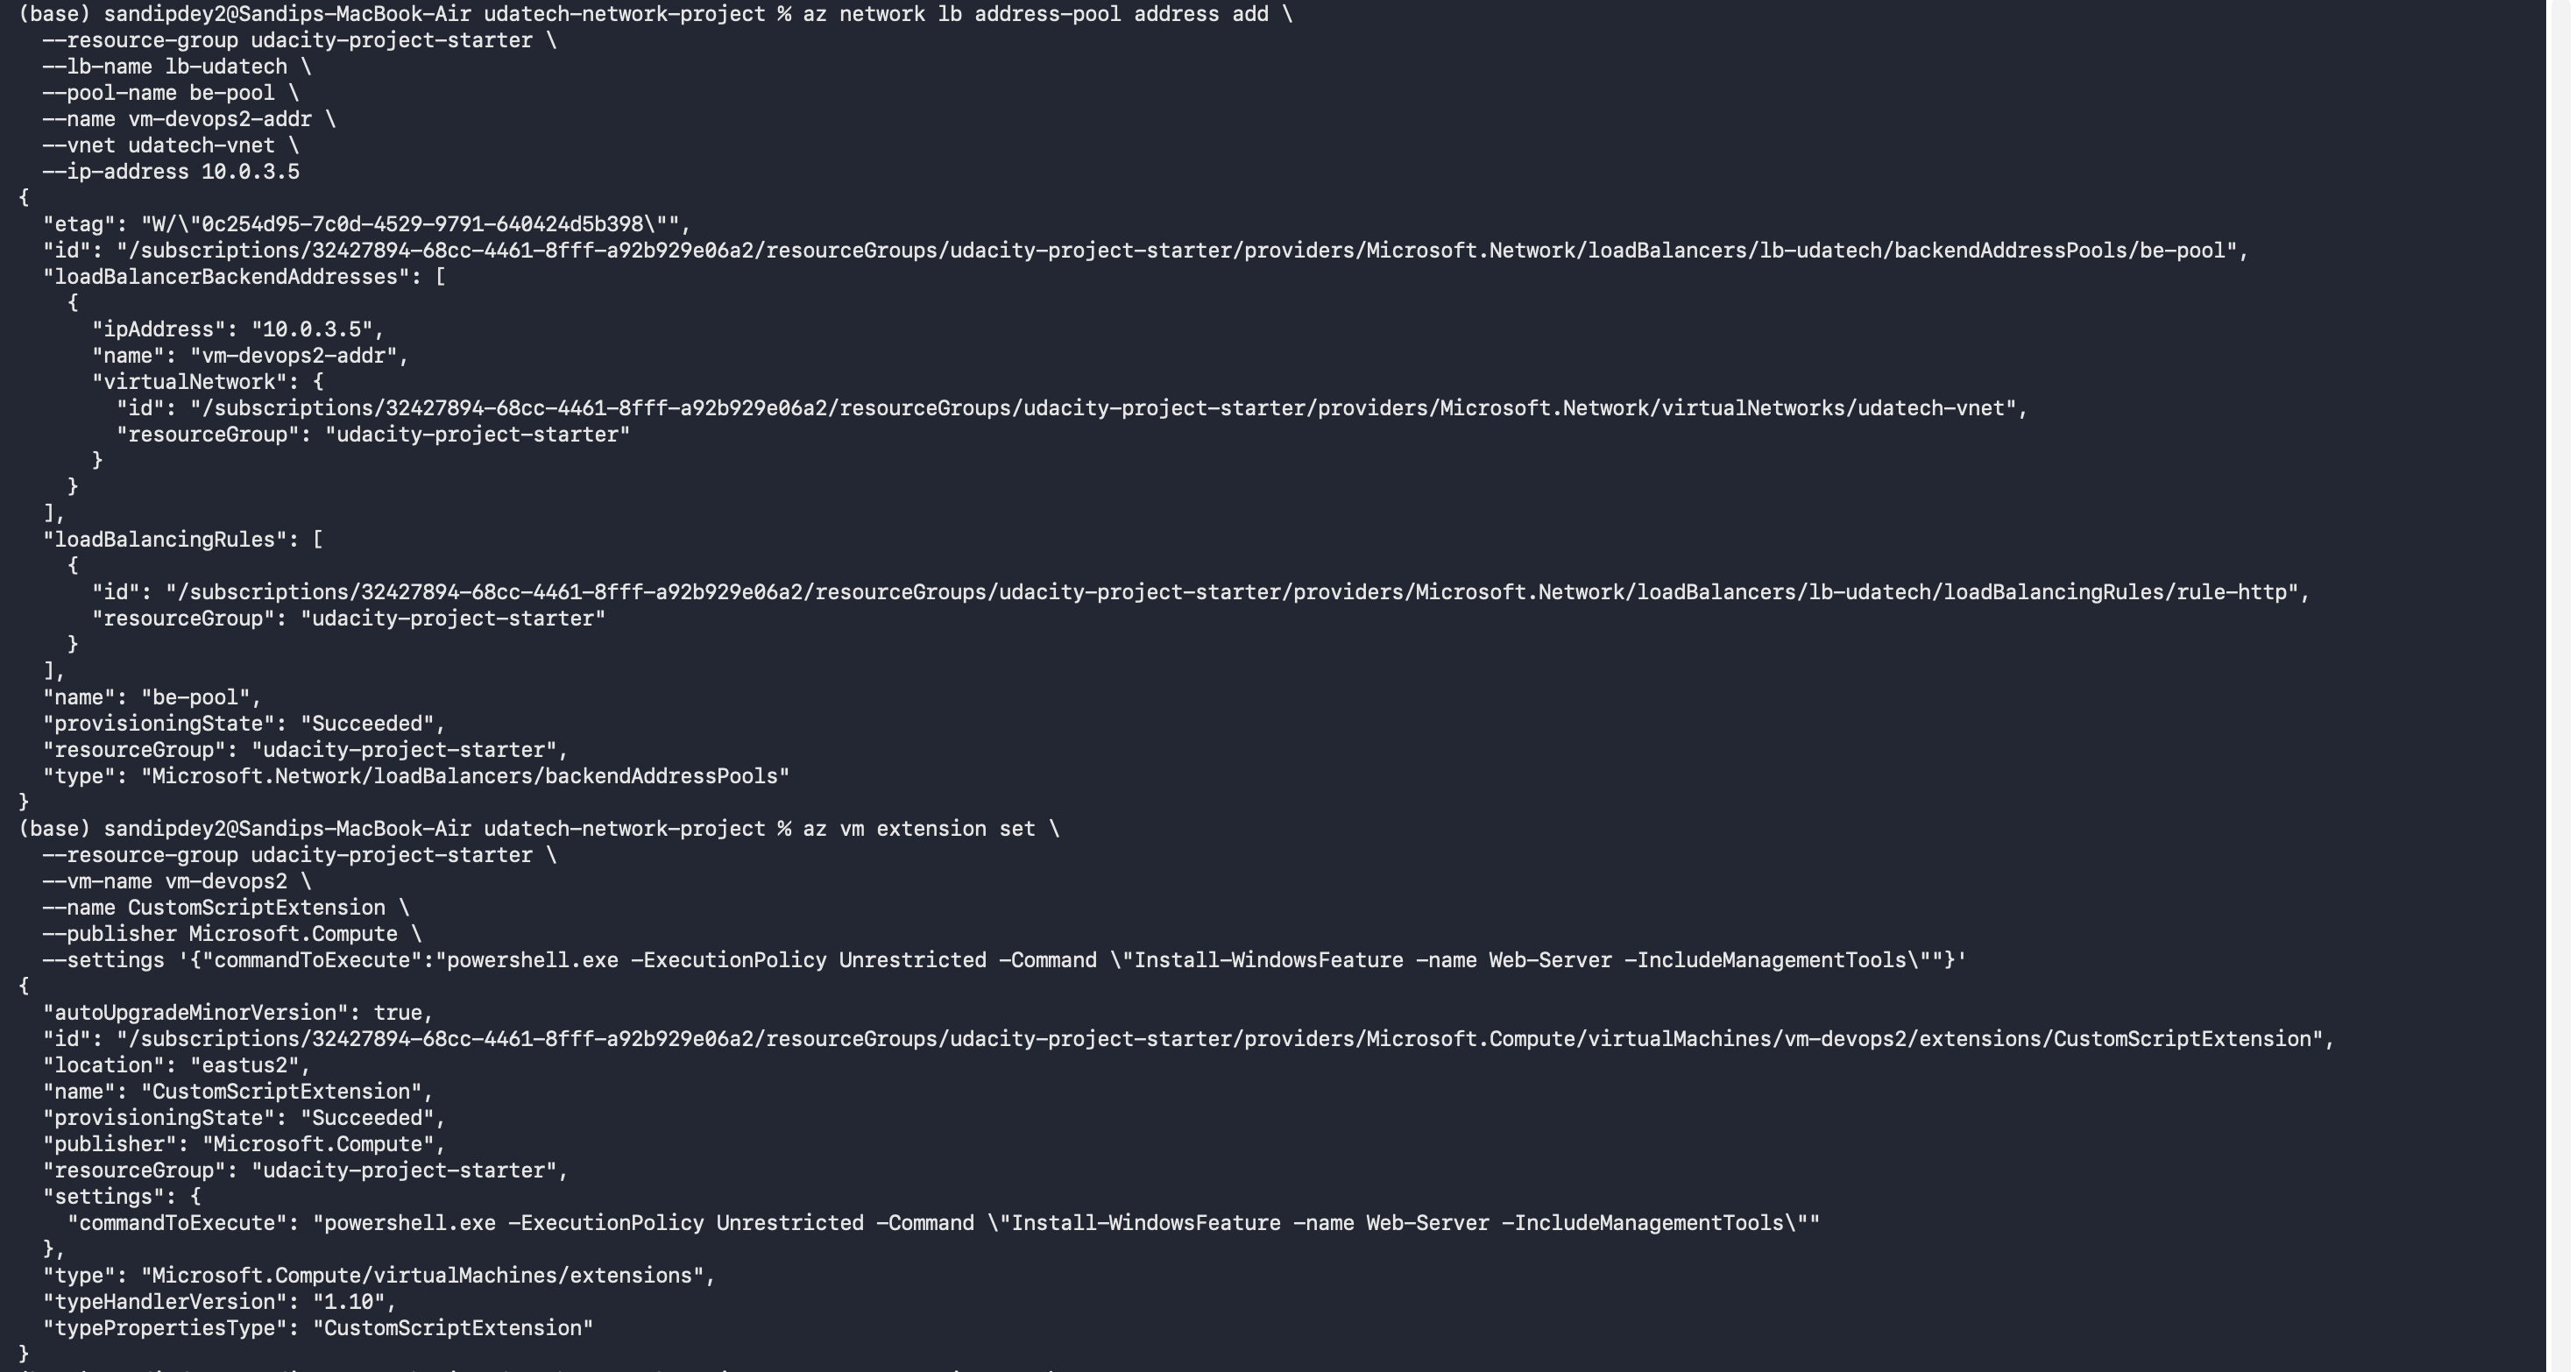 (base) sandipdey2@Sandips-MacBook-Air udatech-network-project % az network lb address-pool address add \
  --resource-group udacity-project-starter \
  --lb-name lb-udatech \
  --pool-name be-pool \
  --name vm-devops2-addr \
  --vnet udatech-vnet \
  --ip-address 10.0.3.5
{
  "etag": "W/\"0c254d95-7c0d-4529-9791-640424d5b398\"",
  "id": "/subscriptions/32427894-68cc-4461-8fff-a92b929e06a2/resourceGroups/udacity-project-starter/providers/Microsoft.Network/loadBalancers/lb-udatech/backendAddressPools/be-pool",
  "loadBalancerBackendAddresses": [
    {
      "ipAddress": "10.0.3.5",
      "name": "vm-devops2-addr",
      "virtualNetwork": {
        "id": "/subscriptions/32427894-68cc-4461-8fff-a92b929e06a2/resourceGroups/udacity-project-starter/providers/Microsoft.Network/virtualNetworks/udatech-vnet",
        "resourceGroup": "udacity-project-starter"
      }
    }
  ],
  "loadBalancingRules": [
    {
      "id": "/subscriptions/32427894-68cc-4461-8fff-a92b929e06a2/resourceGroups/udacity-project-starter/providers/Microsoft.Network/loadBalancers/lb-udatech/loadBalancingRules/rule-http",
      "resourceGroup": "udacity-project-starter"
    }
  ],
  "name": "be-pool",
  "provisioningState": "Succeeded",
  "resourceGroup": "udacity-project-starter",
  "type": "Microsoft.Network/loadBalancers/backendAddressPools"
}
(base) sandipdey2@Sandips-MacBook-Air udatech-network-project % az vm extension set \
  --resource-group udacity-project-starter \
  --vm-name vm-devops2 \
  --name CustomScriptExtension \
  --publisher Microsoft.Compute \
  --settings '{"commandToExecute":"powershell.exe -ExecutionPolicy Unrestricted -Command \"Install-WindowsFeature -name Web-Server -IncludeManagementTools\""}'
{
  "autoUpgradeMinorVersion": true,
  "id": "/subscriptions/32427894-68cc-4461-8fff-a92b929e06a2/resourceGroups/udacity-project-starter/providers/Microsoft.Compute/virtualMachines/vm-devops2/extensions/CustomScriptExtension",
  "location": "eastus2",
  "name": "CustomScriptExtension",
  "provisioningState": "Succeeded",
  "publisher": "Microsoft.Compute",
  "resourceGroup": "udacity-project-starter",
  "settings": {
    "commandToExecute": "powershell.exe -ExecutionPolicy Unrestricted -Command \"Install-WindowsFeature -name Web-Server -IncludeManagementTools\""
  },
  "type": "Microsoft.Compute/virtualMachines/extensions",
  "typeHandlerVersion": "1.10",
  "typePropertiesType": "CustomScriptExtension"
}